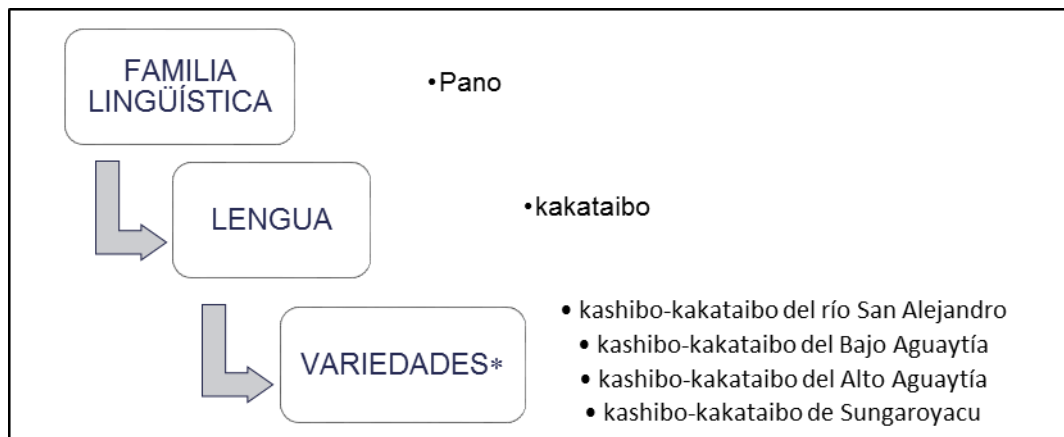 FAMILIA
LINGÜÍSTICA
•Pano
LENGUA
•kakataibo
VARIEDADES*
• kashibo-kakataibo del río San Alejandro
• kashibo-kakataibo del Bajo Aguaytía
• kashibo-kakataibo del Alto Aguaytía
• kashibo-kakataibo de Sungaroyacu